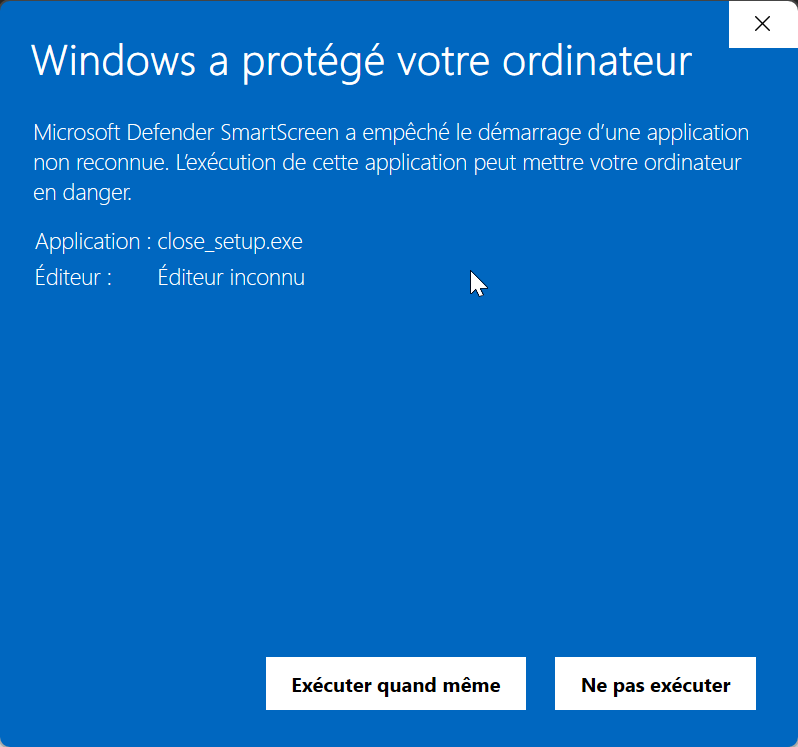 Windows a protégé votre ordinateur
Microsoft Defender SmartScreen a empêché le démarrage d’une application
non reconnue. L’exécution de cette application peut mettre votre ordinateur
en danger.
Application : close_setup.exe
Éditeur : Éditeur inconnu
Exécuter quand même Ne pas exécuter